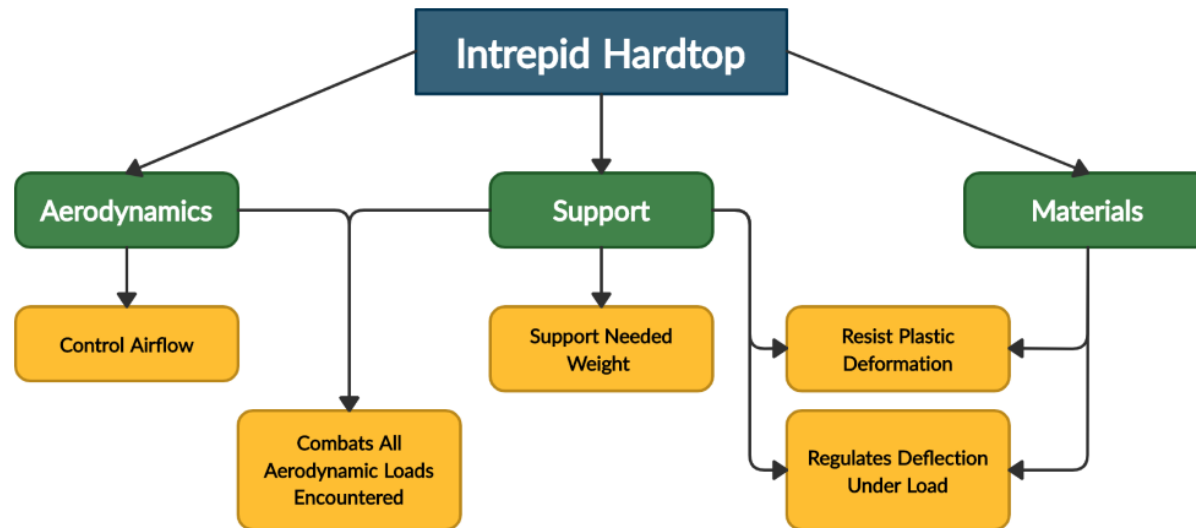 Intrepid Hardtop
Aerodynamics
Support
Materials
Control Airflow
Support Needed
Weight
Resist Plastic
Deformation
Combats All
Aerodynamic Loads
Encountered
Regulates Deflection
Under Load